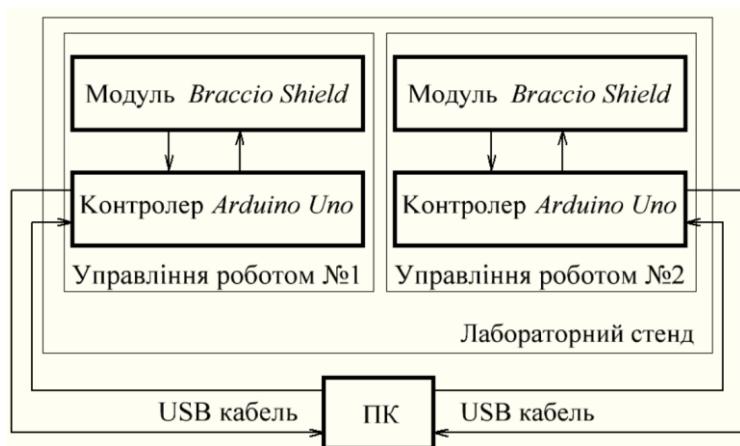 Модуль Braccio Shield
Контролер Arduino Uno
Управління роботом №1
Модуль Braccio Shield
Контролер Arduino Uno
Управління роботом №2
Лабораторний стенд
USB кабель
ПК
USB кабель